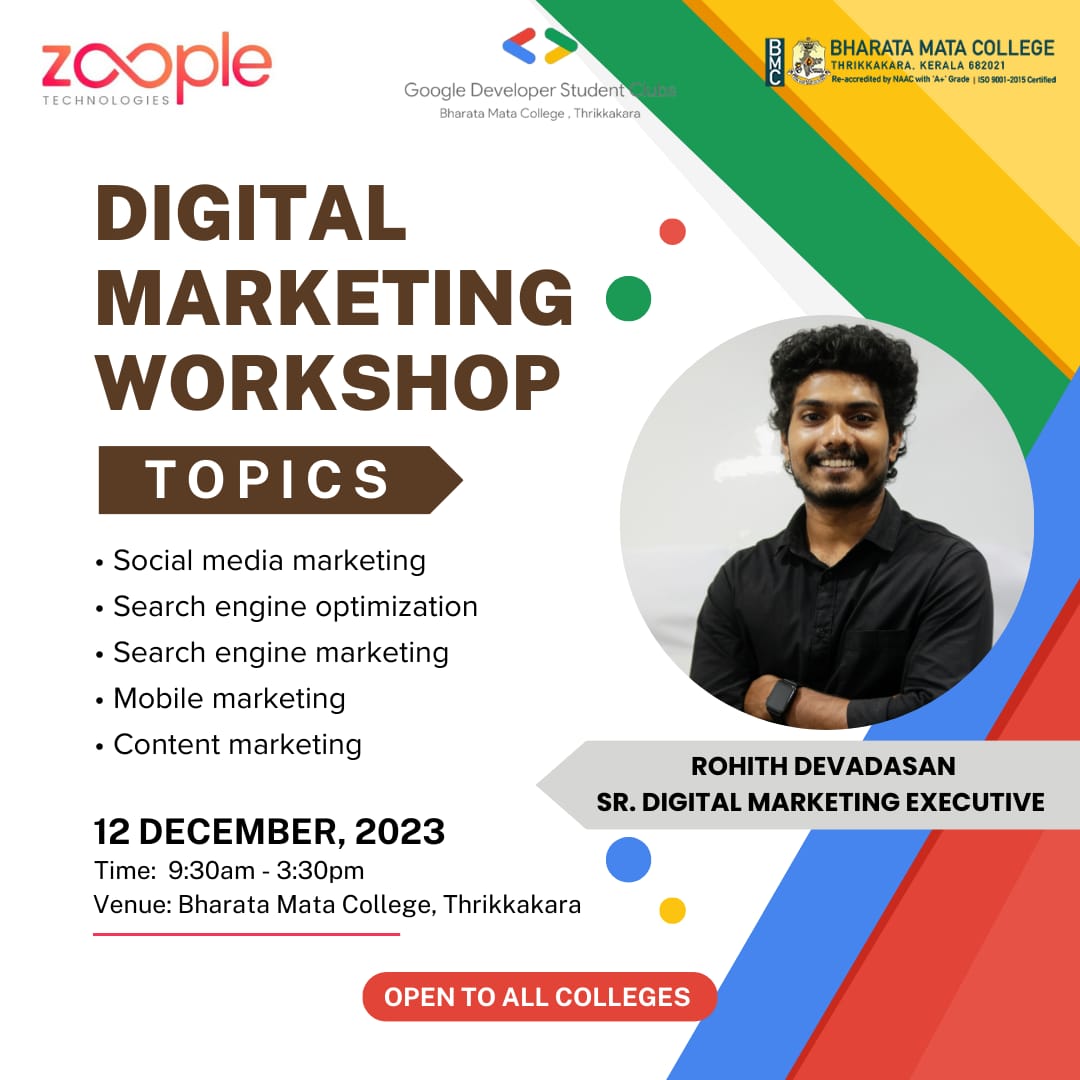 zoople
TECHNOLOGIES
Google Developer Student Clubs
Bharata Mata College , Thrikkakara
BMC
BHARATA MATA COLLEGE
THRIKKAKARA, KERALA 682021
Re-accredited by NAAC with 'A+' Grade | ISO 9001-2015 Certified
DIGITAL
MARKETING
WORKSHOP
TOPICS
• Social media marketing
• Search engine optimization
• Search engine marketing
• Mobile marketing
• Content marketing
ROHITH DEVADASAN
SR. DIGITAL MARKETING EXECUTIVE
12 DECEMBER, 2023
Time: 9:30am - 3:30pm
Venue: Bharata Mata College, Thrikkakara
OPEN TO ALL COLLEGES